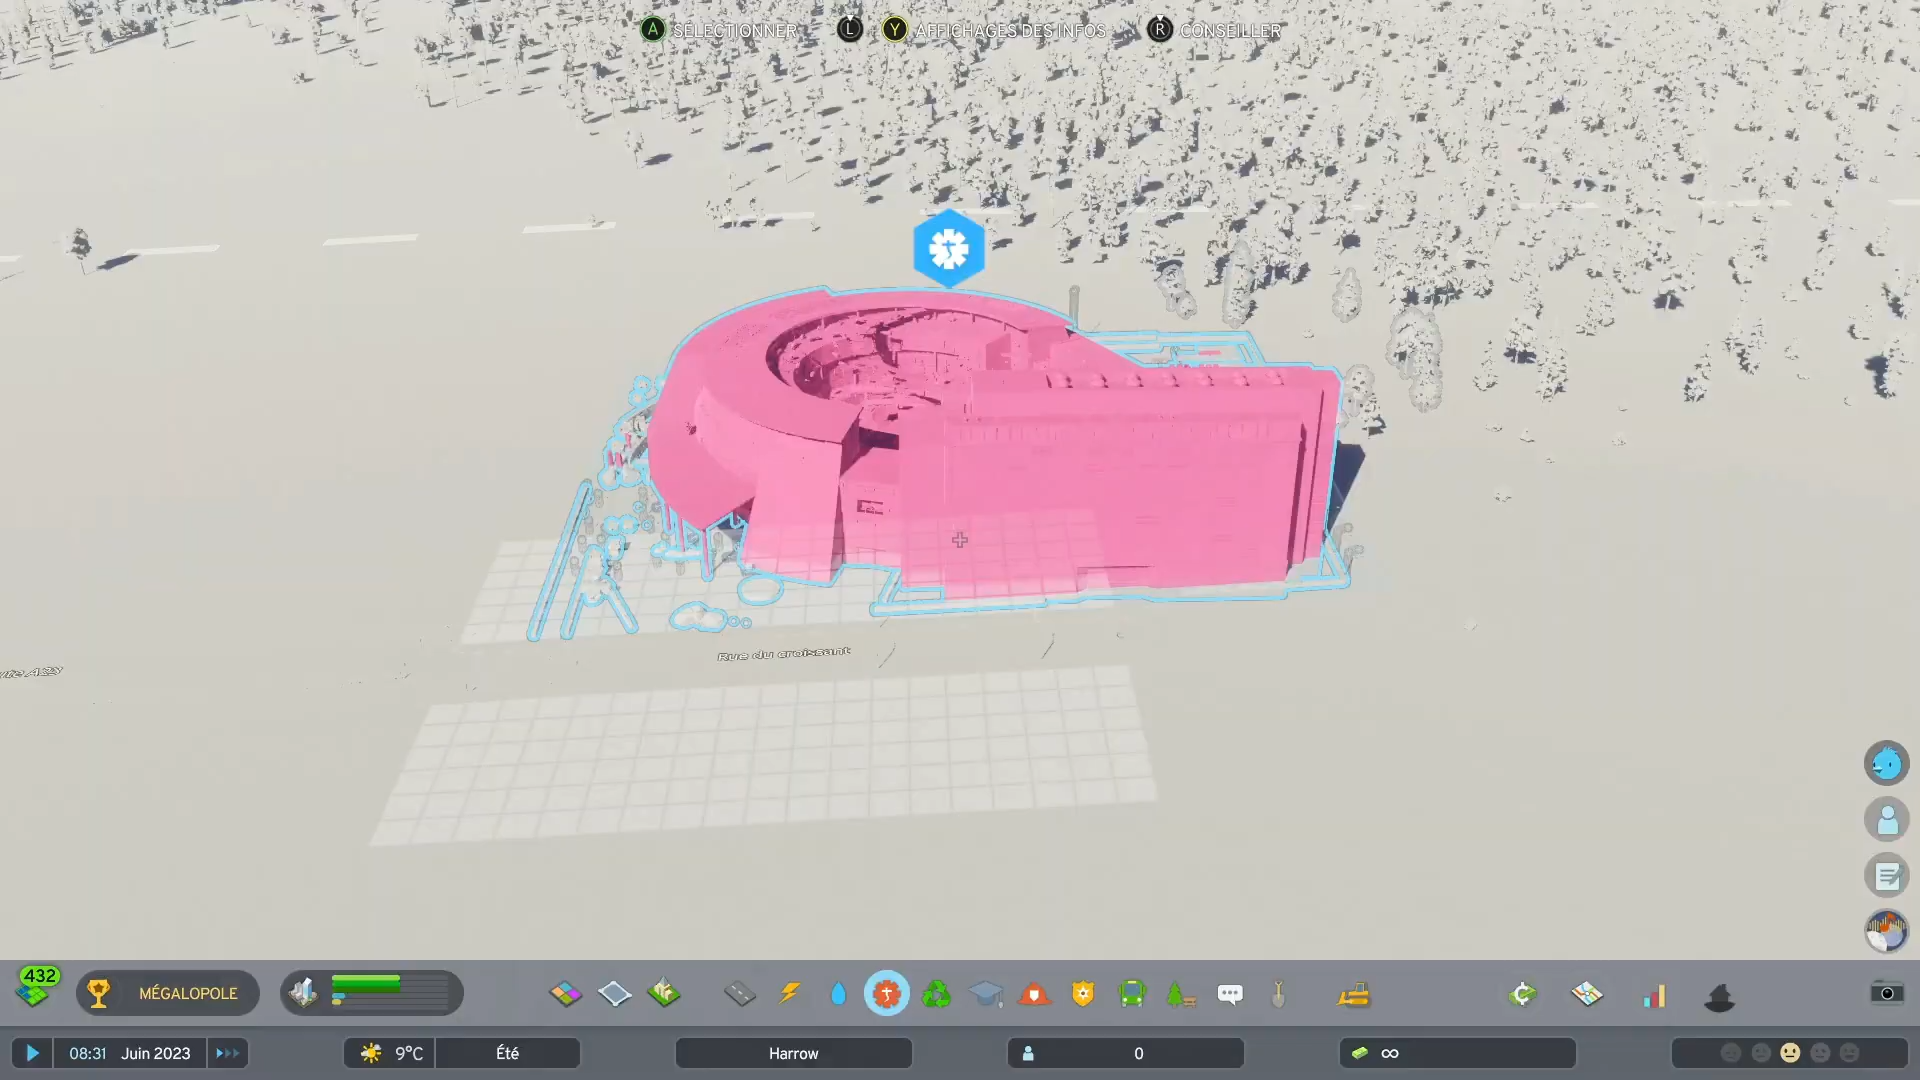 A SÉLECTIONNER L Y AFFICHAGES DES INFOS R CONSEILLER
Rue du croissant
432
MÉGALOPOLE
08:31 Juin 2023 9°C Été Harrow 0 ∞